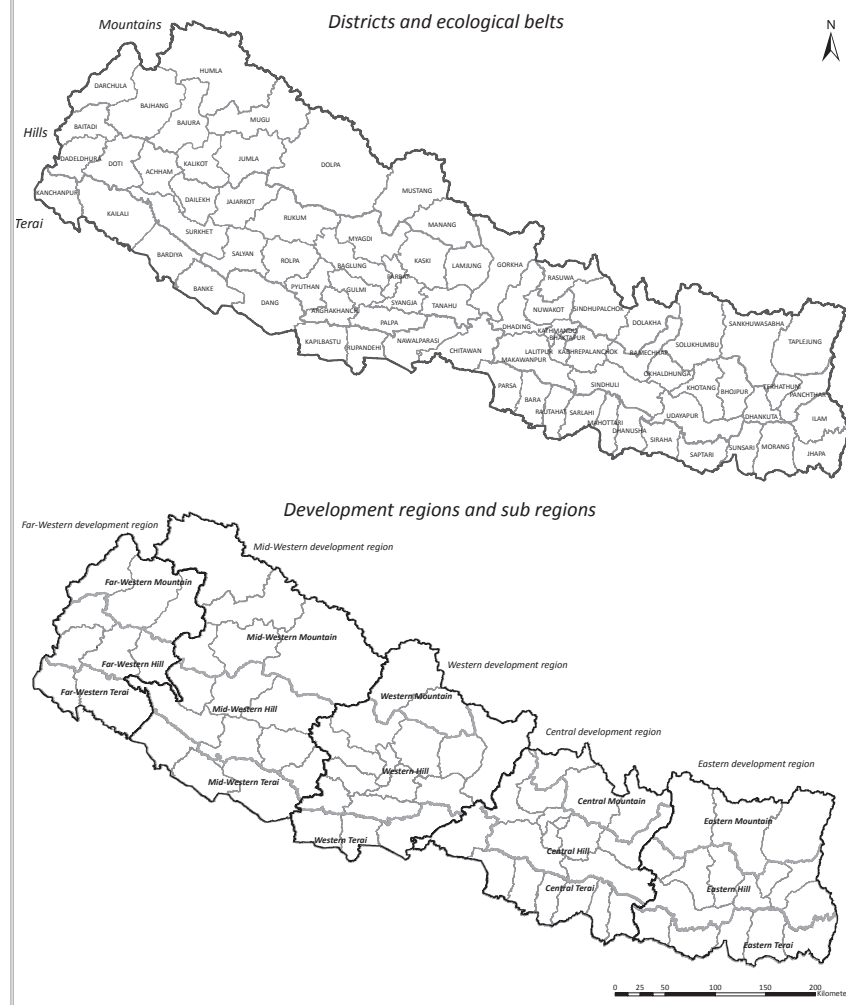 Districts and ecological belts
N
Mountains
Hills
Terai
HUMLA
DARCHULA
BAJHANG
BAJURA
MUGU
BAITADI
DADELDHURA
DOTI
ACHHAM
KALIKOT
JUMLA
DOLPA
MUSTANG
KANCHANPUR
KAILALI
DAILEKH
JAJARKOT
RUKUM
MANANG
SURKHET
MYAGDI
BARDIYA
SALYAN
ROLPA
BAGLUNG
KASKI
LAMJUNG
GORKHA
PARBAT
RASUWA
BANKE
DANG
PYUTHAN
GULMI
SYANGJA
TANAHU
NUWAKOT
SINDHUPALCHOK
ARGHAKHANCHI
PALPA
DHADING
KATHMANDU
BHAKTAPUR
DOLAKHA
SANKHUWASABHA
TAPLEJUNG
KAPILBASTU
RUPANDEHI
NAWALPARASI
CHITAWAN
LALITPUR
KABHREPALANCHOK
RAMECHHAP
SOLUKHUMBU
MAKAWANPUR
OKHALDHUNGA
PARSA
BARA
SINDHULI
KHOTANG
BHOJPUR
TERHATHUM
PANCHTHAR
RAUTAHAT
SARLAHI
MAHOTTARI
DHANUSHA
SIRAHA
UDAYAPUR
DHANKUTA
ILAM
SAPTARI
SUNSARI
MORANG
JHAPA
Development regions and sub regions
Far-Western development region
Mid-Western development region
Far-Western Mountain
Mid-Western Mountain
Far-Western Hill
Western development region
Far-Western Terai
Western Mountain
Mid-Western Hill
Central development region
Western Hill
Eastern development region
Mid-Western Terai
Central Mountain
Eastern Mountain
Western Terai
Central Hill
Central Terai
Eastern Hill
Eastern Terai
0 25 50 100 150 200